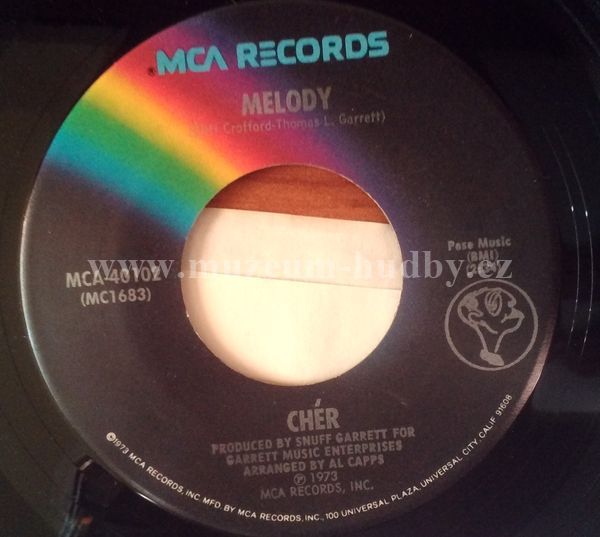 MCA RECORDS
MELODY
Crofford-Thomas L. Garrett)
www.muzeum-hudby.cz
Pese Music
(BMI)
MCA-40102
(MC1683)
CHÉR
PRODUCED BY SNUFF GARRETT FOR
GARRETT MUSIC ENTERPRISES
ARRANGED BY AL CAPPS
℗ 1973
MCA RECORDS, INC.
©1973 MCA RECORDS, INC. MFD. BY MCA RECORDS, INC., 100 UNIVERSAL PLAZA, UNIVERSAL CITY, CALIF. 91608